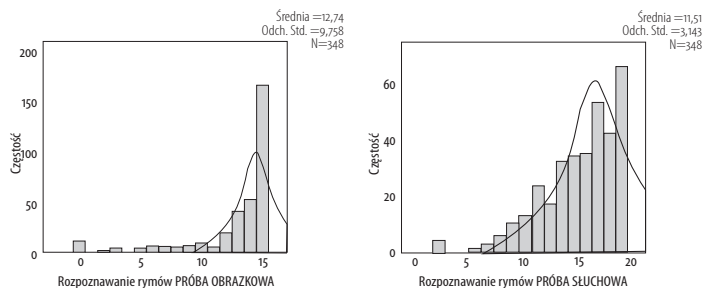 Średnia =12,74
Odch. Std. =9,758
N=348
200
150
100
50
0
Częstość
0 5 10 15
Rozpoznawanie rymów PRÓBA OBRAZKOWA
Średnia =11,51
Odch. Std. =3,143
N=348
60
40
20
0
Częstość
0 5 10 15 20
Rozpoznawanie rymów PRÓBA SŁUCHOWA